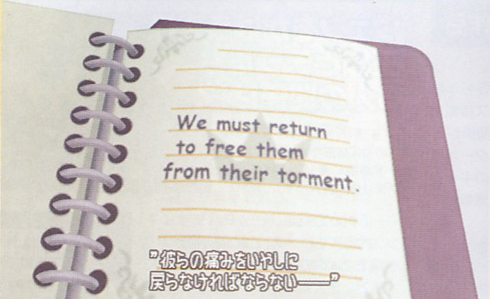 We must return
to free them
from their torment.
”彼らの痛みをいやしに
戻らなければならない――”